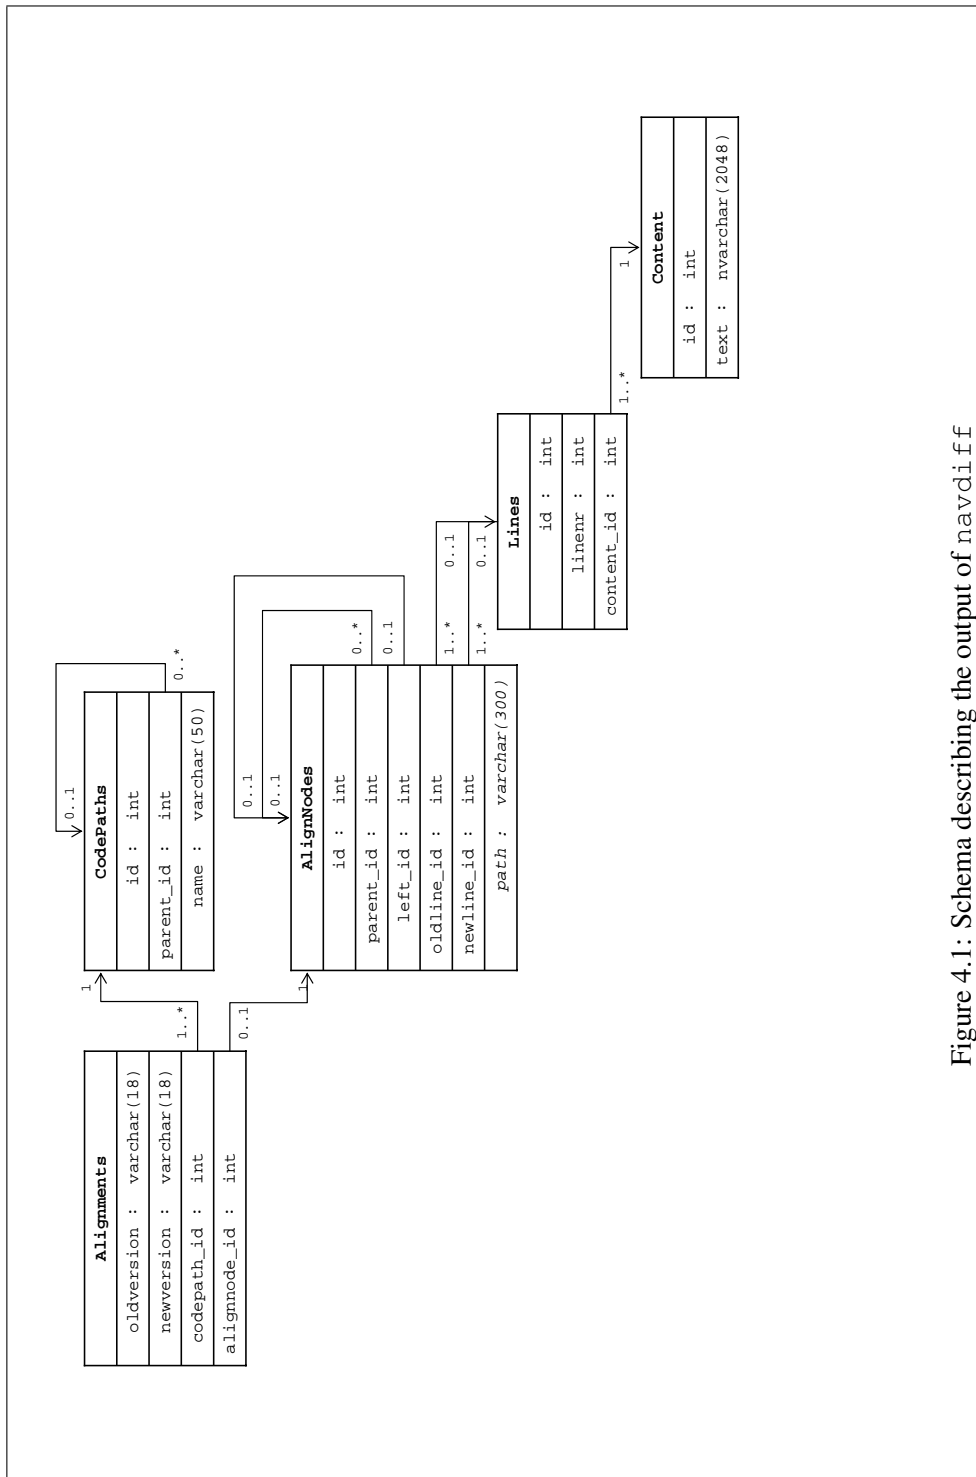 Alignments
oldversion : varchar(18)
newversion : varchar(18)
codepath_id : int
alignnode_id : int
1..*
1
0..1
1
CodePaths
id : int
parent_id : int
name : varchar(50)
0..1
0..*
AlignNodes
id : int
parent_id : int
left_id : int
oldline_id : int
newline_id : int
path : varchar(300)
0..1
0..1
0..*
0..1
1..*
0..1
1..*
0..1
Lines
id : int
linenr : int
content_id : int
1..*
1
Content
id : int
text : nvarchar(2048)
Figure 4.1: Schema describing the output of navdiff